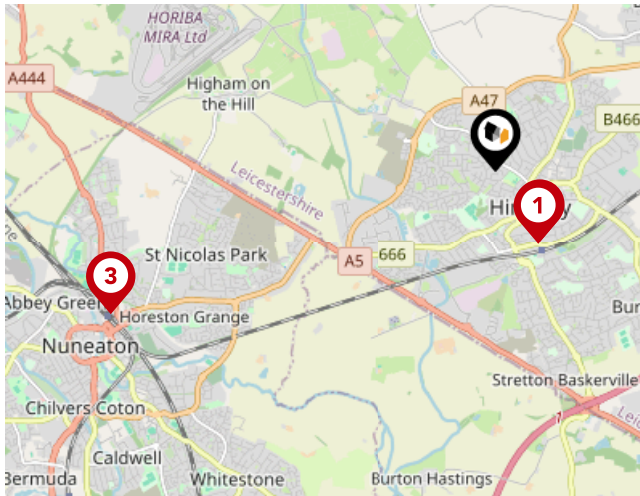 HORIBA
MIRA Ltd
A444
Higham on
the Hill
A47
B466
Leicestershire
1
666
A5
St Nicolas Park
3
Abbey Gree
Horeston Grange
Nuneaton
Stretton Baskerville
Chilvers Coton
Caldwell
Bermuda
Whitestone
Burton Hastings